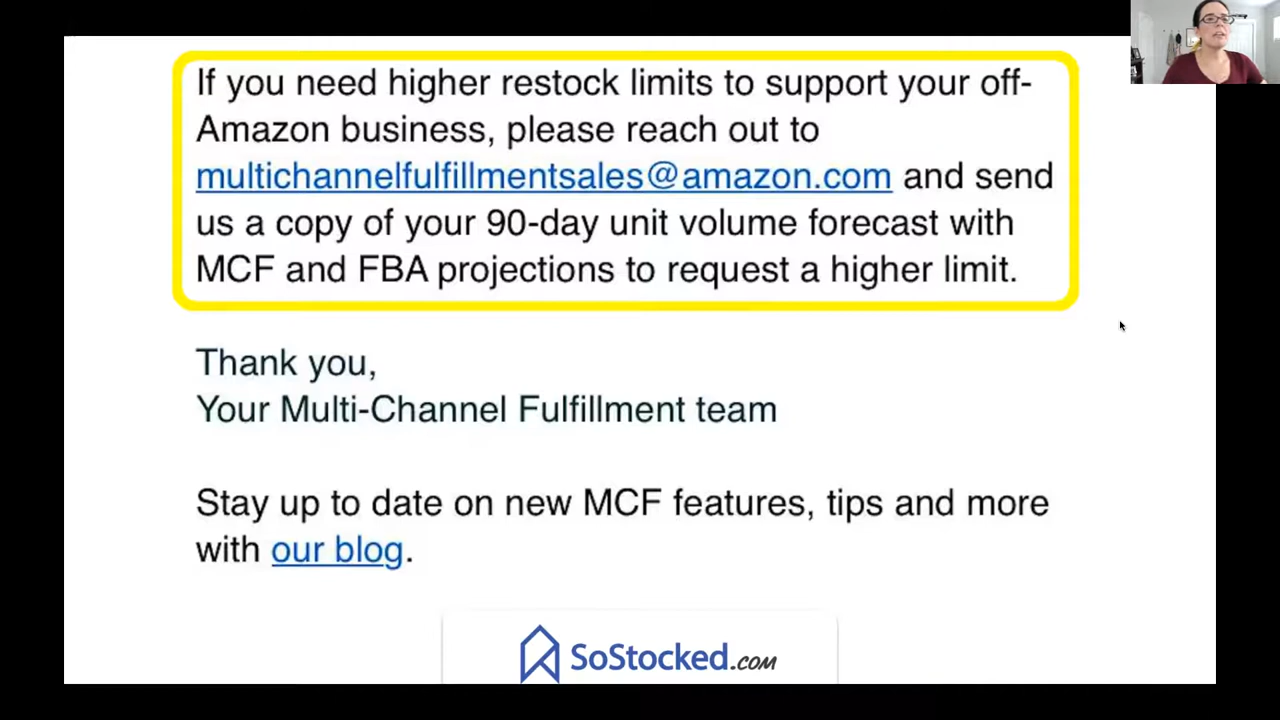 If you need higher restock limits to support your off-
Amazon business, please reach out to
multichannelfulfillmentsales@amazon.com and send
us a copy of your 90-day unit volume forecast with
MCF and FBA projections to request a higher limit.
Thank you,
Your Multi-Channel Fulfillment team
Stay up to date on new MCF features, tips and more
with our blog.
SoStocked.com